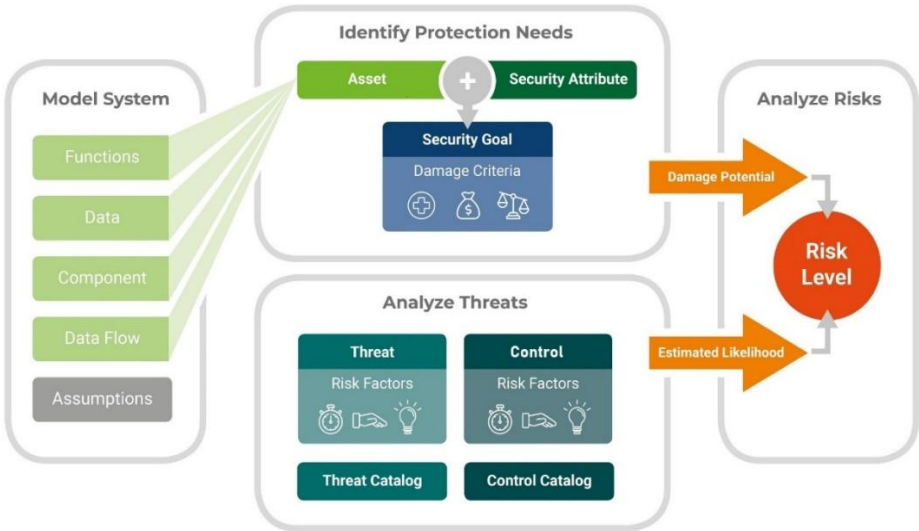 Model System
Functions
Data
Component
Data Flow
Assumptions
Identify Protection Needs
Asset
+
Security Attribute
Security Goal
Damage Criteria
$
Analyze Threats
Threat
Risk Factors
Control
Risk Factors
Threat Catalog
Control Catalog
Analyze Risks
Damage Potential
Risk
Level
Estimated Likelihood